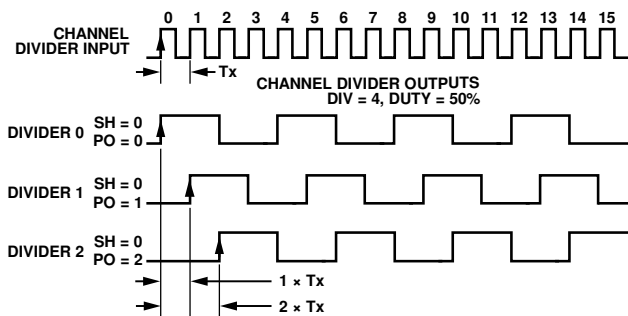 0 1 2 3 4 5 6 7 8 9 10 11 12 13 14 15
CHANNEL
DIVIDER INPUT
Tx
CHANNEL DIVIDER OUTPUTS
DIV = 4, DUTY = 50%
DIVIDER 0
SH = 0
PO = 0
DIVIDER 1
SH = 0
PO = 1
DIVIDER 2
SH = 0
PO = 2
1 × Tx
2 × Tx